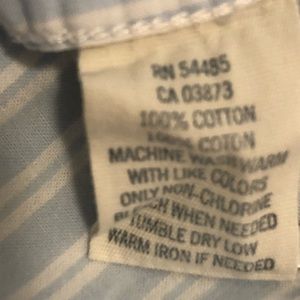 RN 54485
CA 03873
100% COTTON
100% COTON
MACHINE WASH WARM
WITH LIKE COLORS
ONLY NON-CHLORINE
BLEACH WHEN NEEDED
TUMBLE DRY LOW
WARM IRON IF NEEDED